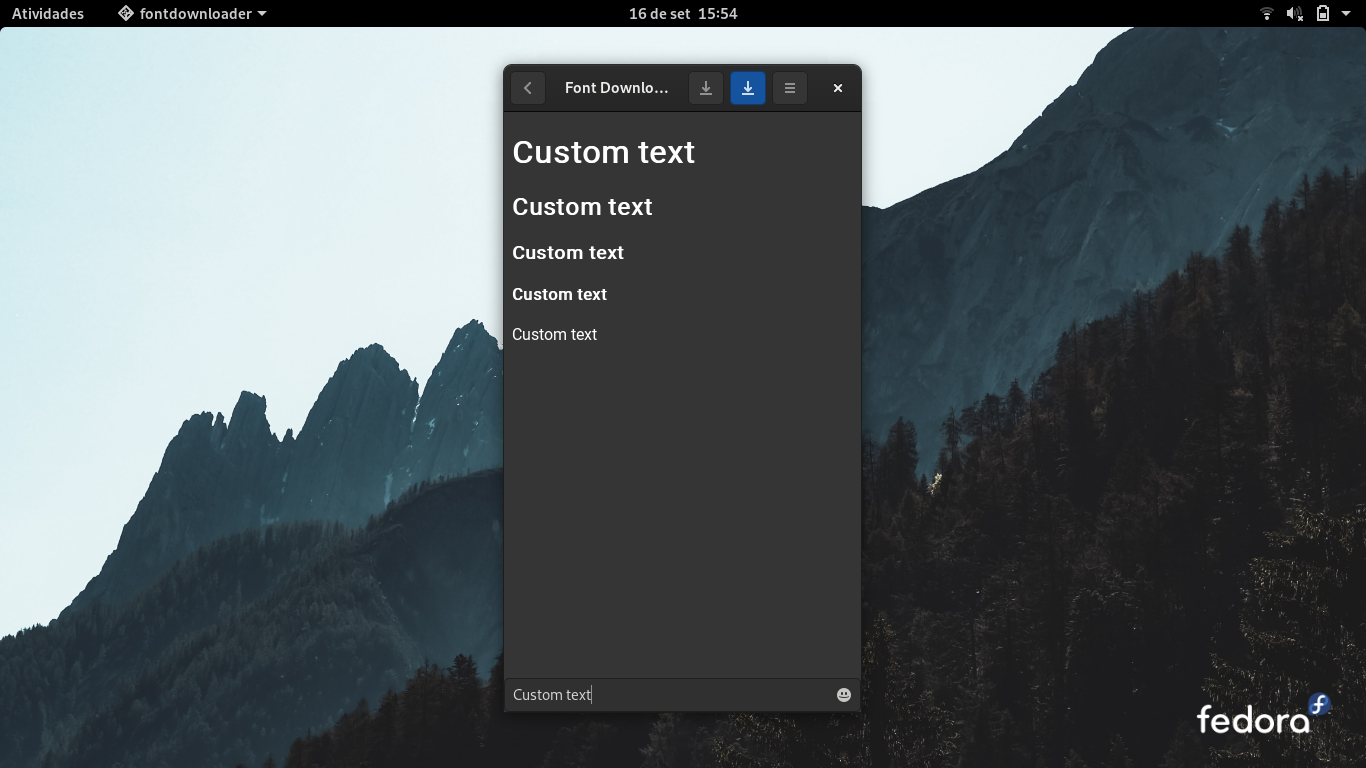 Atividades
fontdownloader
16 de set 15:54
Font Downlo...
Custom text
Custom text
Custom text
Custom text
Custom text
Custom text
fedora